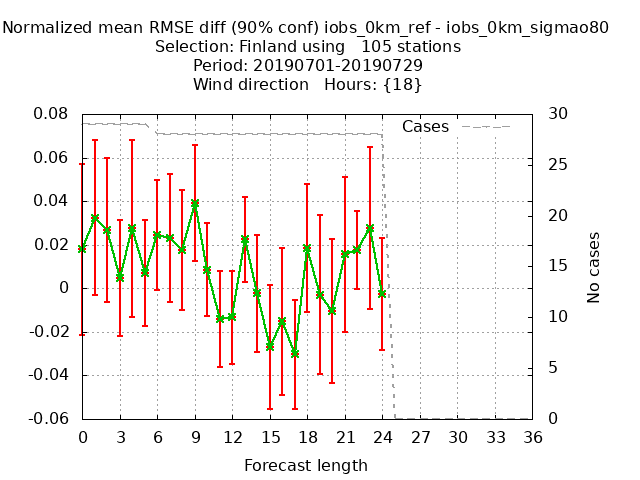 Normalized mean RMSE diff (90% conf) iobs_0km_ref - iobs_0km_sigmao80
Selection: Finland using   105 stations
Period: 20190701-20190729
Wind direction   Hours: {18}
0.08
0.06
0.04
0.02
0
-0.02
-0.04
-0.06
Cases
30
25
20
15
10
5
0
No cases
0 3 6 9 12 15 18 21 24 27 30 33 36
Forecast length